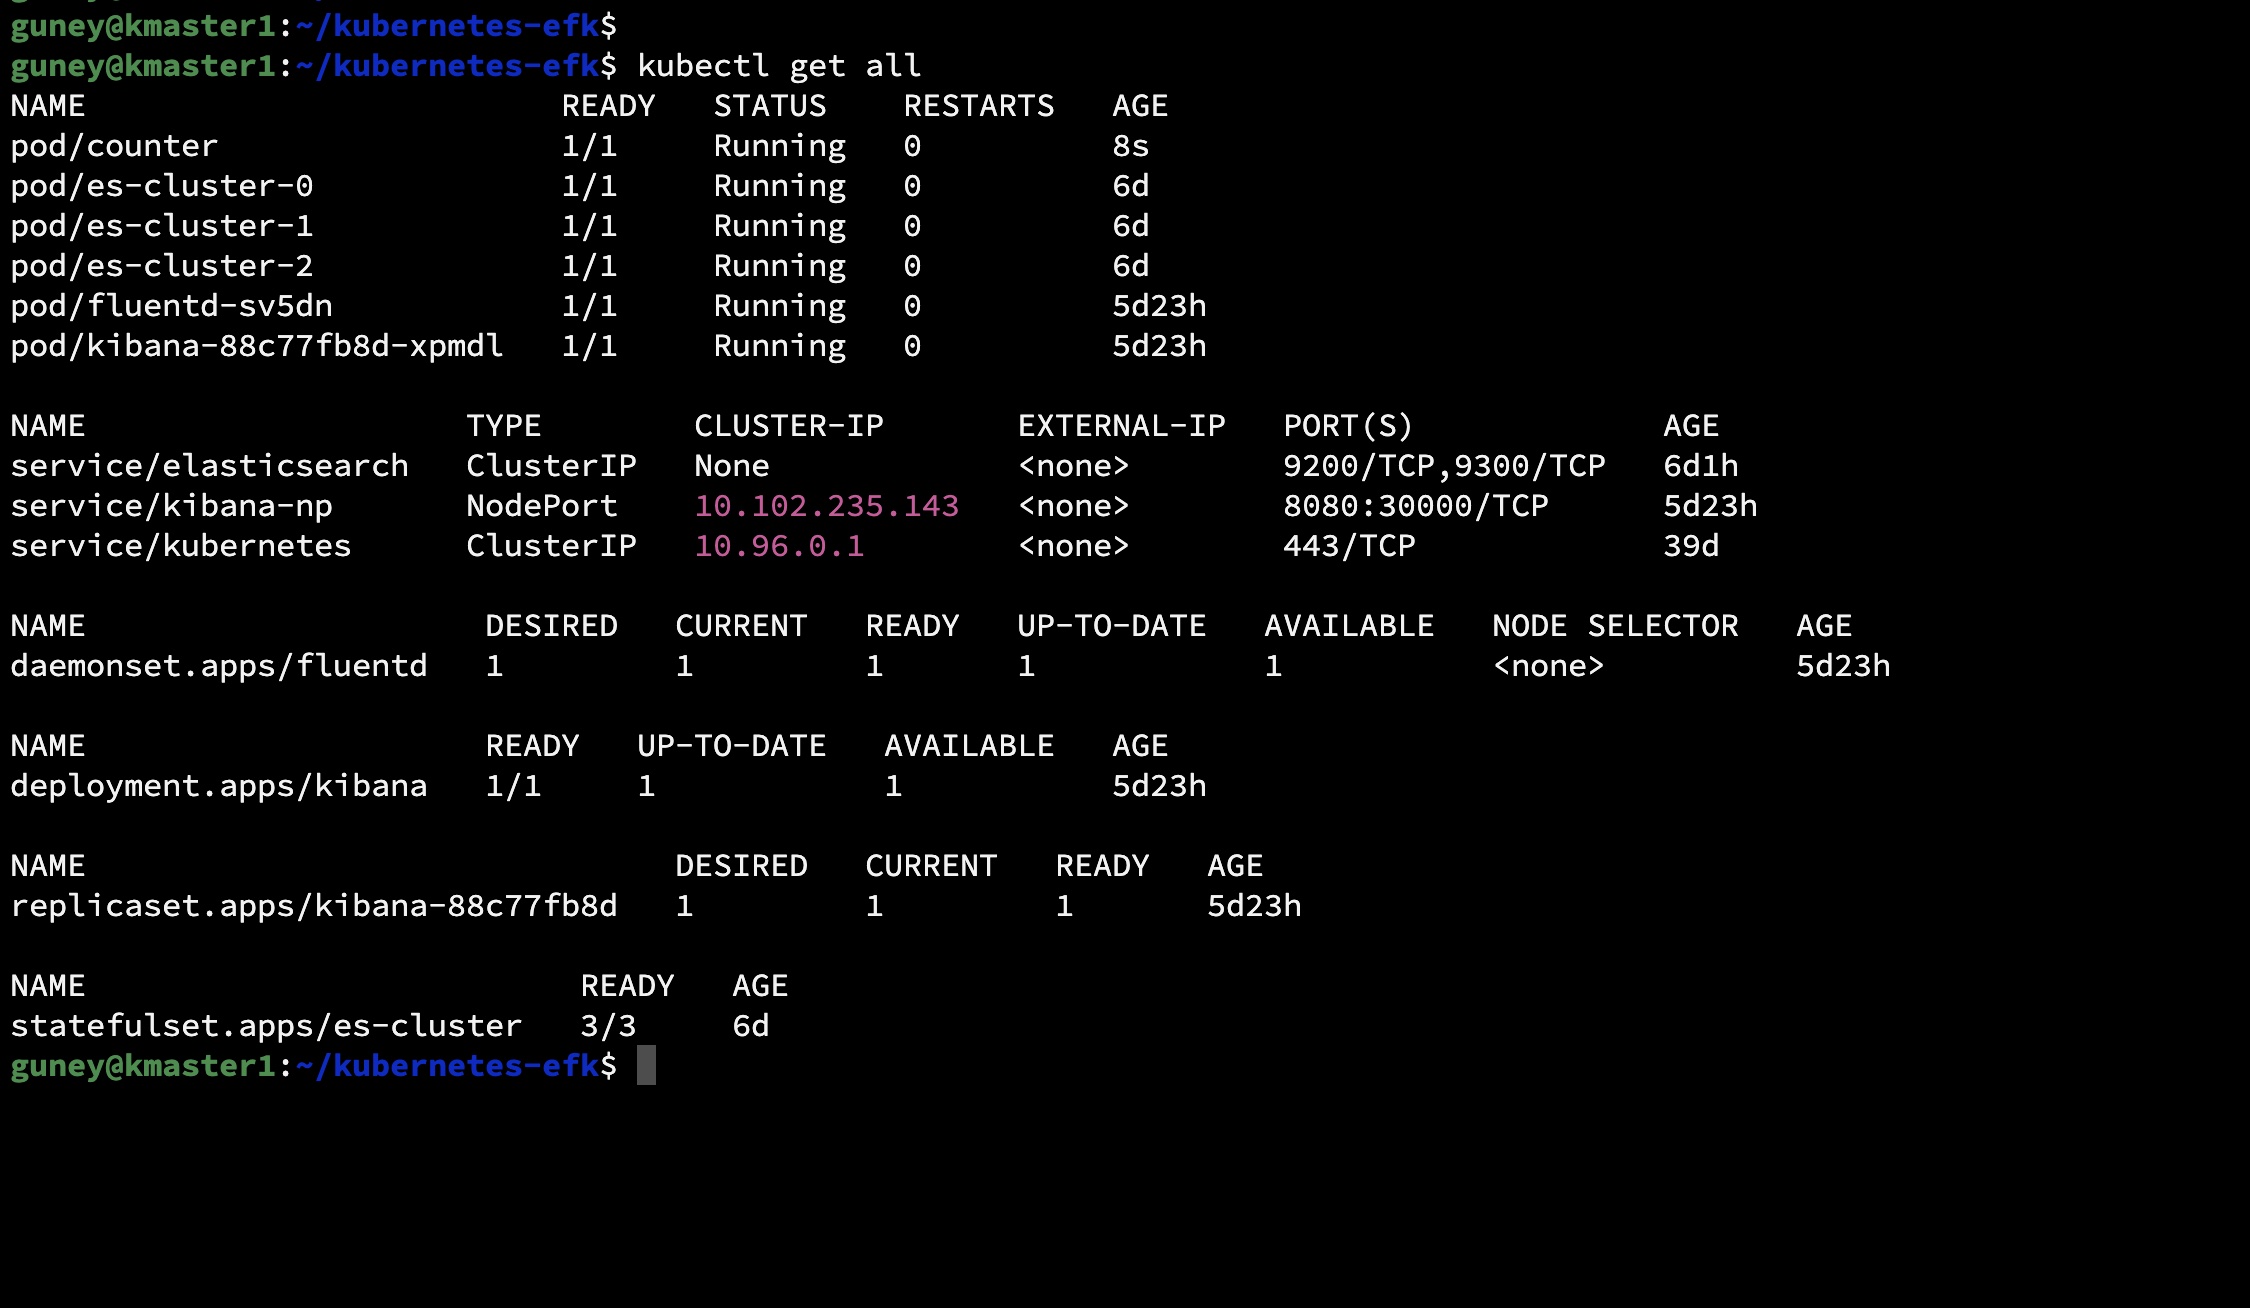 guney@kmaster1:~/kubernetes-efk$
guney@kmaster1:~/kubernetes-efk$ kubectl get all
NAME                         READY   STATUS    RESTARTS   AGE
pod/counter                  1/1     Running   0          8s
pod/es-cluster-0             1/1     Running   0          6d
pod/es-cluster-1             1/1     Running   0          6d
pod/es-cluster-2             1/1     Running   0          6d
pod/fluentd-sv5dn            1/1     Running   0          5d23h
pod/kibana-88c77fb8d-xpmdl   1/1     Running   0          5d23h
NAME                    TYPE        CLUSTER-IP       EXTERNAL-IP   PORT(S)             AGE
service/elasticsearch   ClusterIP   None             <none>        9200/TCP,9300/TCP   6d1h
service/kibana-np       NodePort    10.102.235.143   <none>        8080:30000/TCP      5d23h
service/kubernetes      ClusterIP   10.96.0.1        <none>        443/TCP             39d
NAME                     DESIRED   CURRENT   READY   UP-TO-DATE   AVAILABLE   NODE SELECTOR   AGE
daemonset.apps/fluentd   1         1         1       1            1           <none>          5d23h
NAME                     READY   UP-TO-DATE   AVAILABLE   AGE
deployment.apps/kibana   1/1     1            1           5d23h
NAME                               DESIRED   CURRENT   READY   AGE
replicaset.apps/kibana-88c77fb8d   1         1         1       5d23h
NAME                          READY   AGE
statefulset.apps/es-cluster   3/3     6d
guney@kmaster1:~/kubernetes-efk$